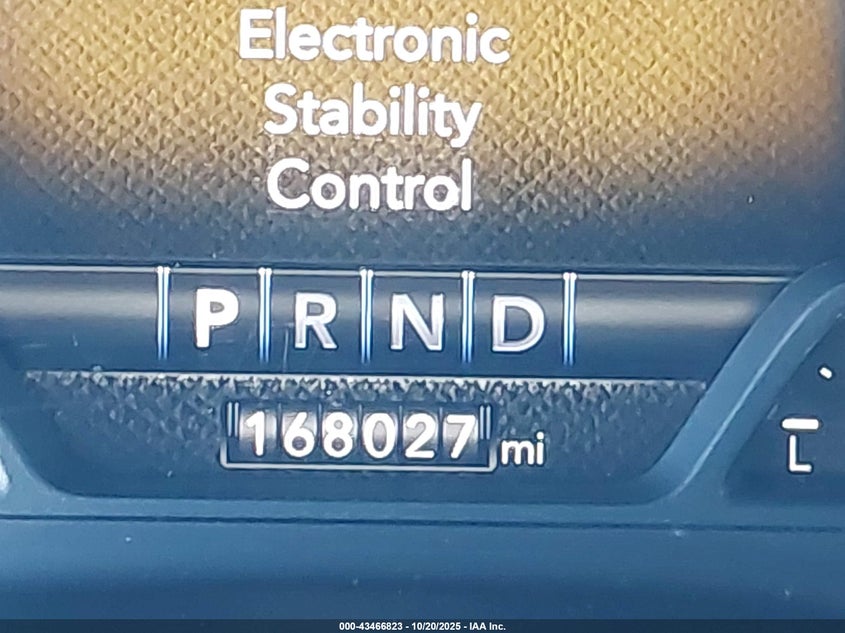 Electronic
Stability
Control
P R N D
168027 mi
L
000-43466823 - 10/20/2025 - IAA Inc.